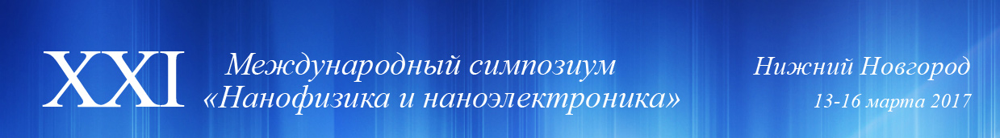 XXI
Международный симпозиум
«Нанофизика и наноэлектроника»
Нижний Новгород
13-16 марта 2017